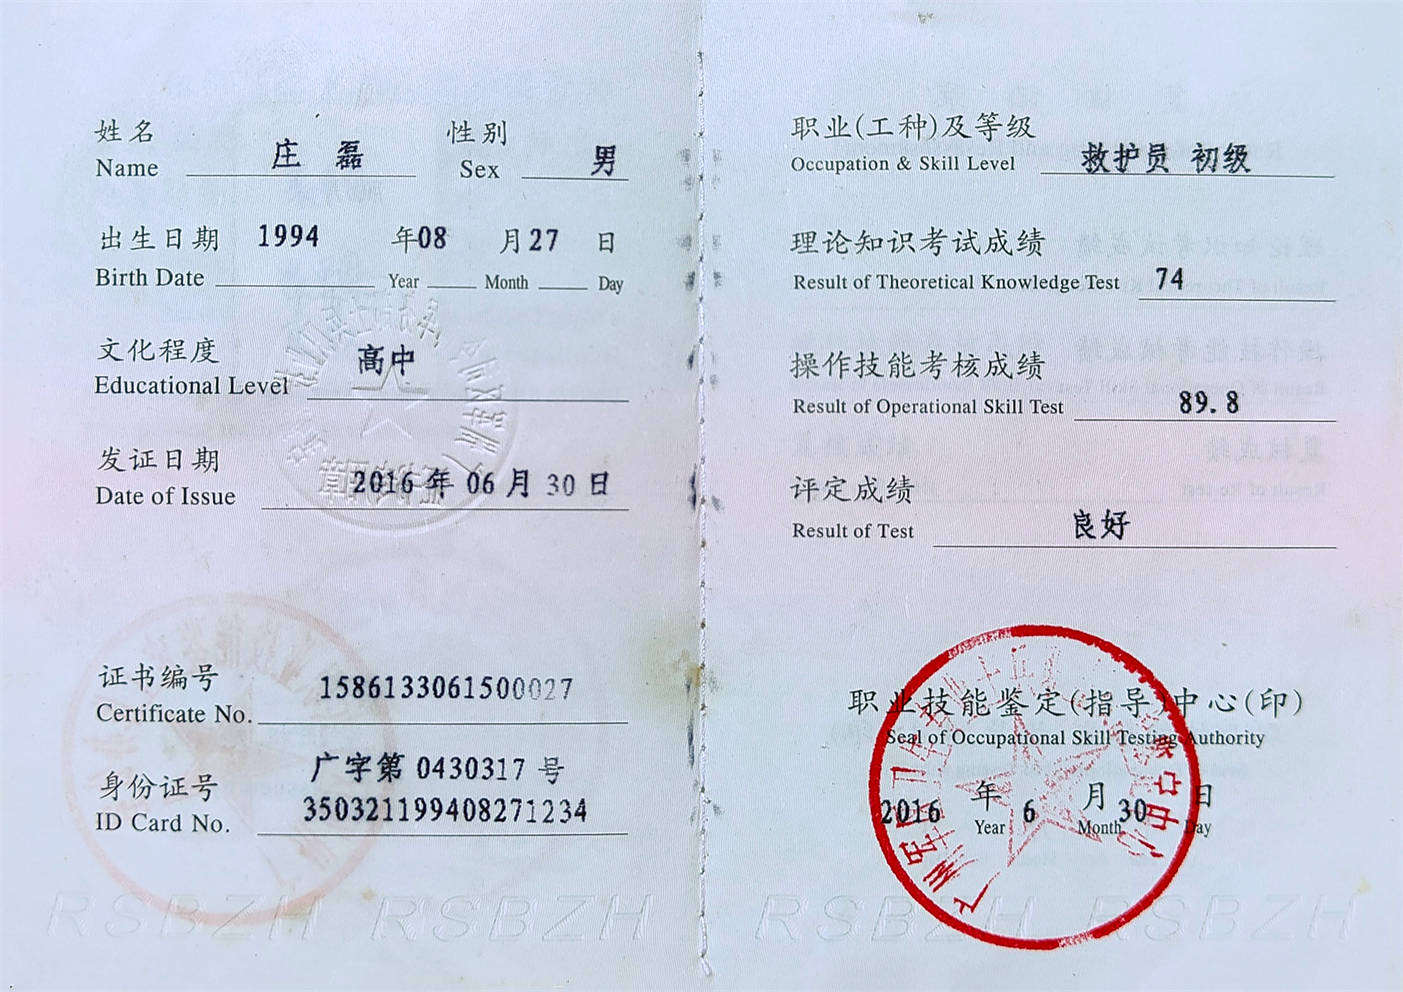 姓名 庄 磊 性别 男
Name Sex
出生日期 1994 年08 月27 日
Birth Date Year Month Day
文化程度 高中
Educational Level
发证日期 2016 年 06 月 30 日
Date of Issue
证书编号 1586133061500027
Certificate No.
广字第 0430317 号
身份证号 350321199408271234
ID Card No.
RSBZH RSBZH
职业(工种)及等级 救护员 初级
Occupation & Skill Level
理论知识考试成绩
Result of Theoretical Knowledge Test 74
操作技能考核成绩
Result of Operational Skill Test 89.8
评定成绩 良好
Result of Test
职业技能鉴定(指导)中心(印)
Seal of Occupational Skill Testing Authority
2016 年 6 月 30 日
Year Month Day
RSBZH RSBZH